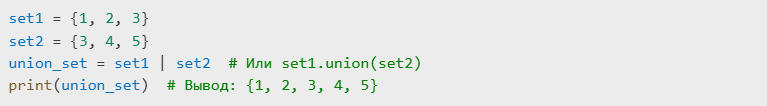 set1 = {1, 2, 3}
set2 = {3, 4, 5}
union_set = set1 | set2  # Или set1.union(set2)
print(union_set)  # Вывод: {1, 2, 3, 4, 5}